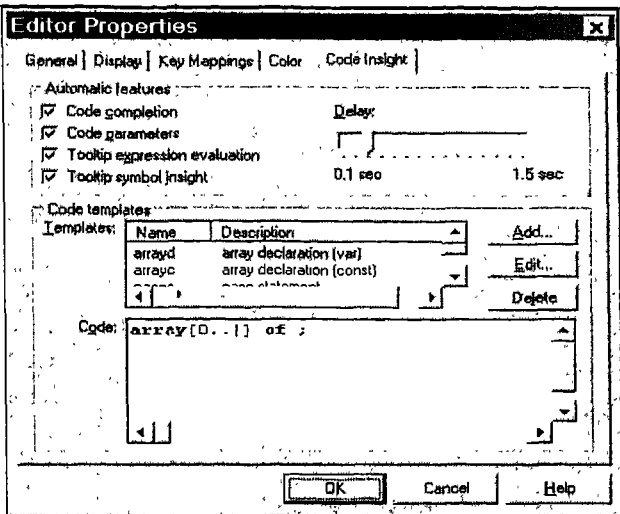 Editor Properties
General Display Key Mappings Color Code Insight
Automatic features
Code completion
Delay:
Code parameters
Tooltip expression evaluation
Tooltip symbol insight
0.1 sec 1.5 sec
Code templates
Templates:
Name Description
Add...
arrayd array declaration (var)
arrayc array declaration (const)
Edit...
Delete
Code:
array[0..|] of ;
OK Cancel Help